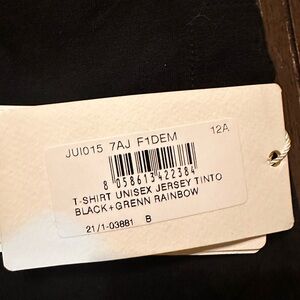 JUI015 7AJ F1DEM 12A
8 058613 422384
T-SHIRT UNISEX JERSEY TINTO
BLACK+GRENN RAINBOW
21/1-03881 B